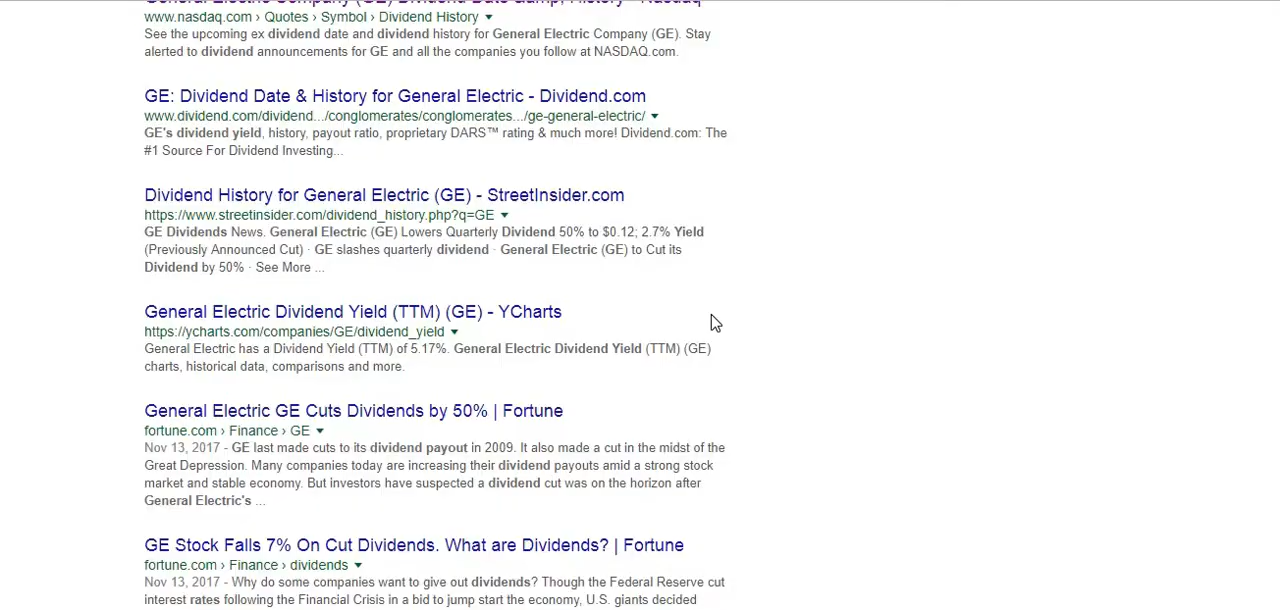 General Electric Company (GE) Dividend Date &amp; History - Nasdaq
www.nasdaq.com › Quotes › Symbol › Dividend History ▼
See the upcoming ex dividend date and dividend history for General Electric Company (GE). Stay
alerted to dividend announcements for GE and all the companies you follow at NASDAQ.com.
GE: Dividend Date & History for General Electric - Dividend.com
www.dividend.com/dividend.../conglomerates/conglomerates.../ge-general-electric/ ▼
GE's dividend yield, history, payout ratio, proprietary DARS™ rating & much more! Dividend.com: The
#1 Source For Dividend Investing...
Dividend History for General Electric (GE) - StreetInsider.com
https://www.streetinsider.com/dividend_history.php?q=GE ▼
GE Dividends News. General Electric (GE) Lowers Quarterly Dividend 50% to $0.12; 2.7% Yield
(Previously Announced Cut) · GE slashes quarterly dividend · General Electric (GE) to Cut its
Dividend by 50% · See More ...
General Electric Dividend Yield (TTM) (GE) - YCharts
https://ycharts.com/companies/GE/dividend_yield ▼
General Electric has a Dividend Yield (TTM) of 5.17%. General Electric Dividend Yield (TTM) (GE)
charts, historical data, comparisons and more.
General Electric GE Cuts Dividends by 50% | Fortune
fortune.com › Finance › GE ▼
Nov 13, 2017 - GE last made cuts to its dividend payout in 2009. It also made a cut in the midst of the
Great Depression. Many companies today are increasing their dividend payouts amid a strong stock
market and stable economy. But investors have suspected a dividend cut was on the horizon after
General Electric's ...
GE Stock Falls 7% On Cut Dividends. What are Dividends? | Fortune
fortune.com › Finance › dividends ▼
Nov 13, 2017 - Why do some companies want to give out dividends? Though the Federal Reserve cut
interest rates following the Financial Crisis in a bid to jump start the economy, U.S. giants decided